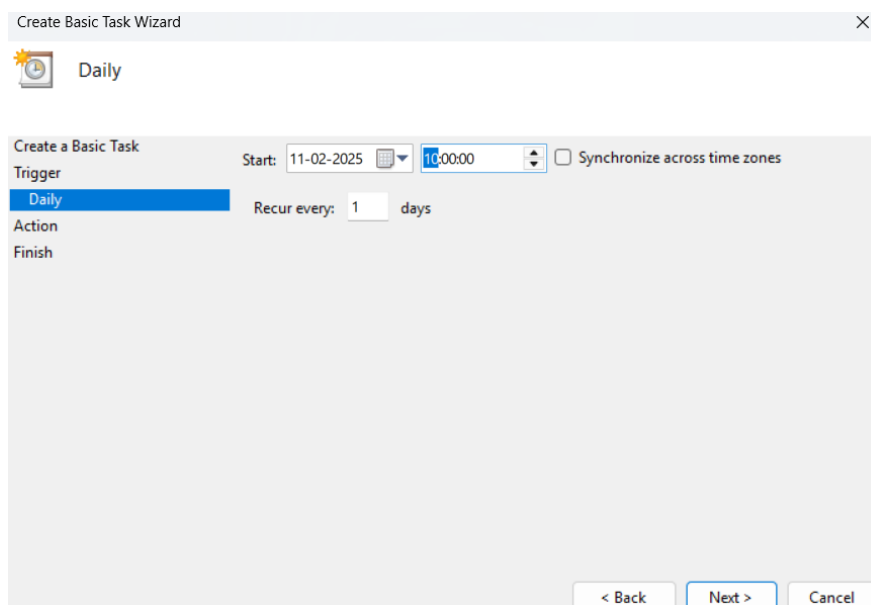 Create Basic Task Wizard
Daily
Create a Basic Task
Trigger
Daily
Action
Finish
Start: 11-02-2025 10:00:00 Synchronize across time zones
Recur every: 1 days
< Back Next > Cancel